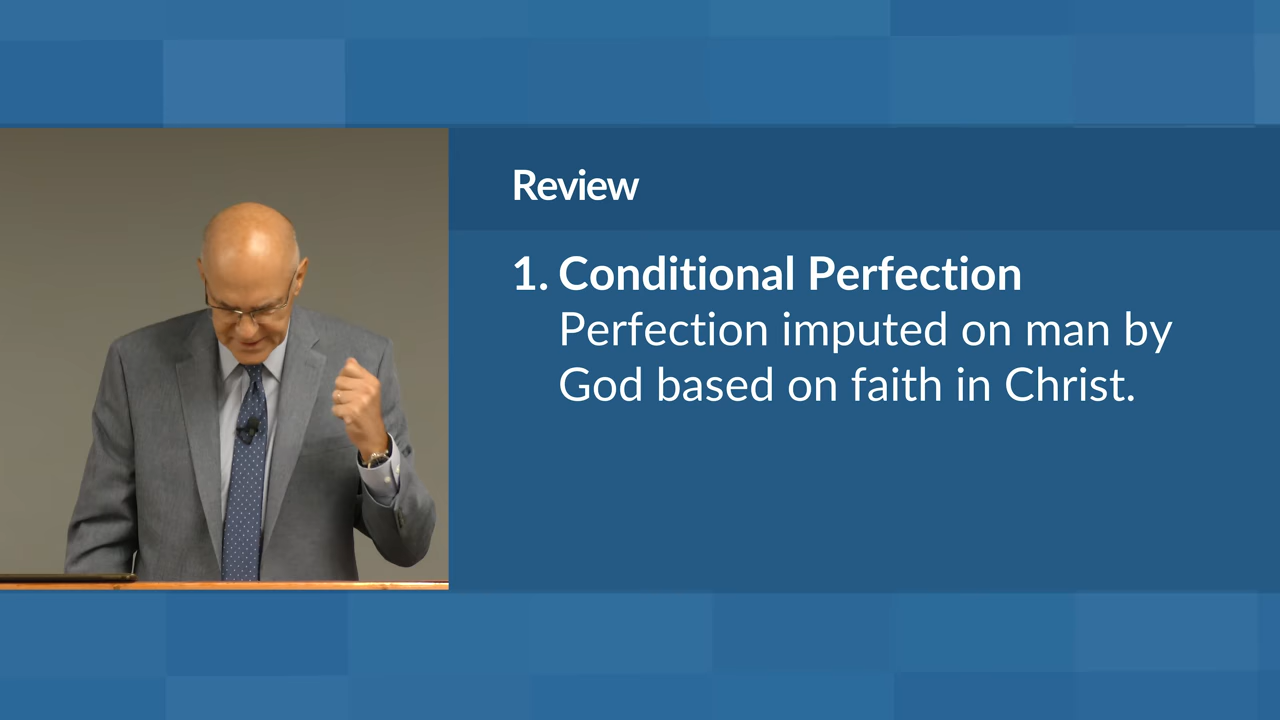 Review
1. Conditional Perfection
Perfection imputed on man by
God based on faith in Christ.